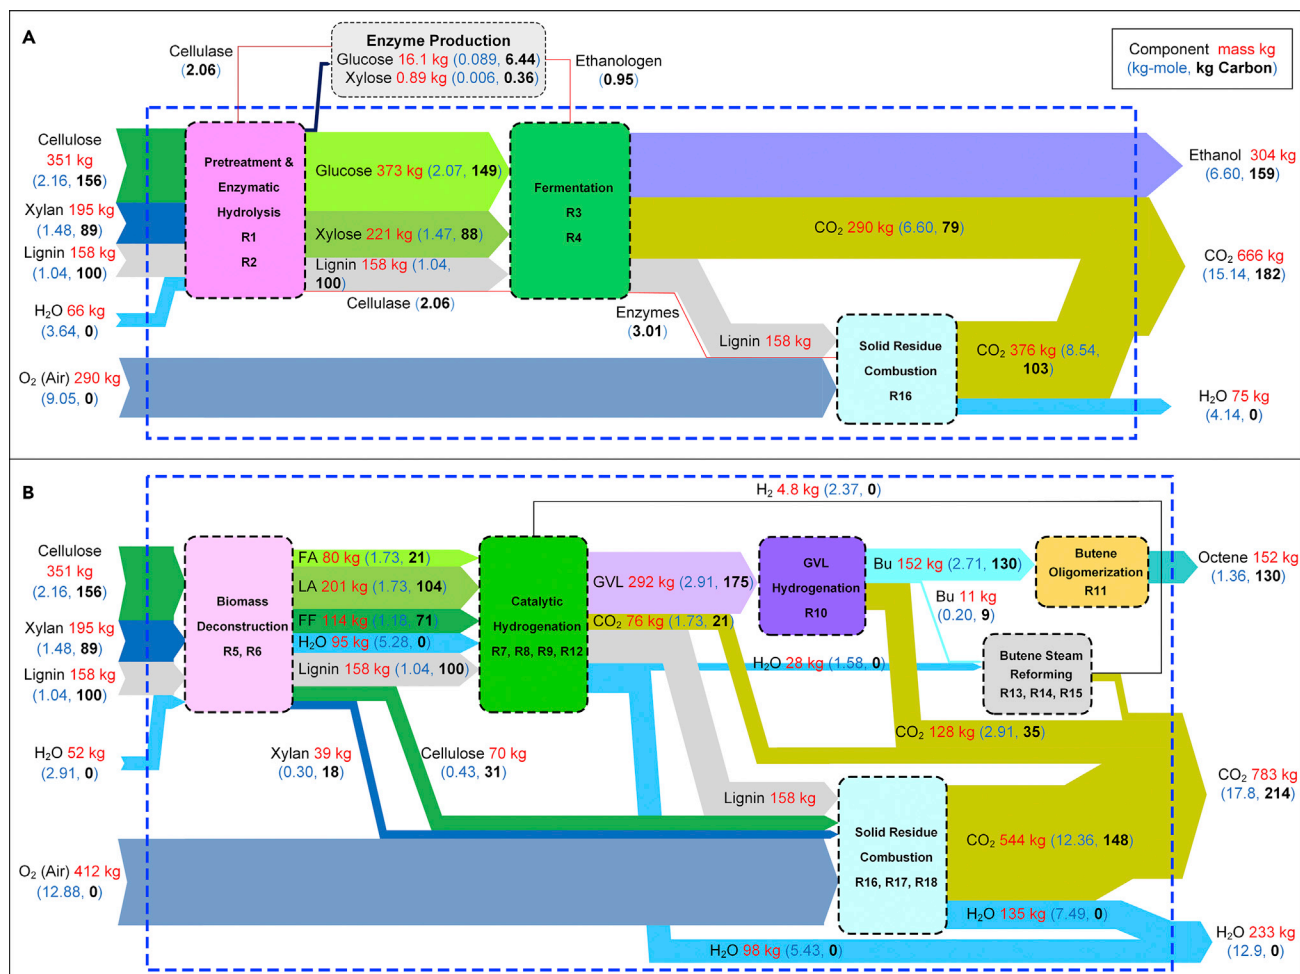 A
Cellulase
(2.06)
Enzyme Production
Glucose 16.1 kg (0.089, 6.44)
Xylose 0.89 kg (0.006, 0.36)
Ethanologen
(0.95)
Component mass kg
(kg-mole, kg Carbon)
Cellulose
351 kg
(2.16, 156)
Xylan 195 kg
(1.48, 89)
Lignin 158 kg
(1.04, 100)
H₂O 66 kg
(3.64, 0)
O₂ (Air) 290 kg
(9.05, 0)
Pretreatment &
Enzymatic
Hydrolysis
R1
R2
Glucose 373 kg (2.07, 149)
Xylose 221 kg (1.47, 88)
Lignin 158 kg (1.04,
100)
Cellulase (2.06)
Fermentation
R3
R4
Enzymes
(3.01)
CO₂ 290 kg (6.60, 79)
Lignin 158 kg
Solid Residue
Combustion
R16
CO₂ 376 kg (8.54,
103)
Ethanol 304 kg
(6.60, 159)
CO₂ 666 kg
(15.14, 182)
H₂O 75 kg
(4.14, 0)
B
H₂ 4.8 kg (2.37, 0)
Cellulose
351 kg
(2.16, 156)
Xylan 195 kg
(1.48, 89)
Lignin 158 kg
(1.04, 100)
H₂O 52 kg
(2.91, 0)
O₂ (Air) 412 kg
(12.88, 0)
Biomass
Deconstruction
R5, R6
FA 80 kg (1.73, 21)
LA 201 kg (1.73, 104)
FF 114 kg (1.18, 71)
H₂O 95 kg (5.28, 0)
Lignin 158 kg (1.04, 100)
Xylan 39 kg
(0.30, 18)
Cellulose 70 kg
(0.43, 31)
Catalytic
Hydrogenation
R7, R8, R9, R12
GVL 292 kg (2.91, 175)
CO₂ 76 kg (1.73, 21)
H₂O 28 kg (1.58, 0)
GVL
Hydrogenation
R10
Bu 152 kg (2.71, 130)
Bu 11 kg
(0.20, 9)
Butene
Oligomerization
R11
Butene Steam
Reforming
R13, R14, R15
CO₂ 128 kg (2.91, 35)
Lignin 158 kg
Solid Residue
Combustion
R16, R17, R18
CO₂ 544 kg (12.36, 148)
H₂O 135 kg (7.49, 0)
H₂O 98 kg (5.43, 0)
Octene 152 kg
(1.36, 130)
CO₂ 783 kg
(17.8, 214)
H₂O 233 kg
(12.9, 0)